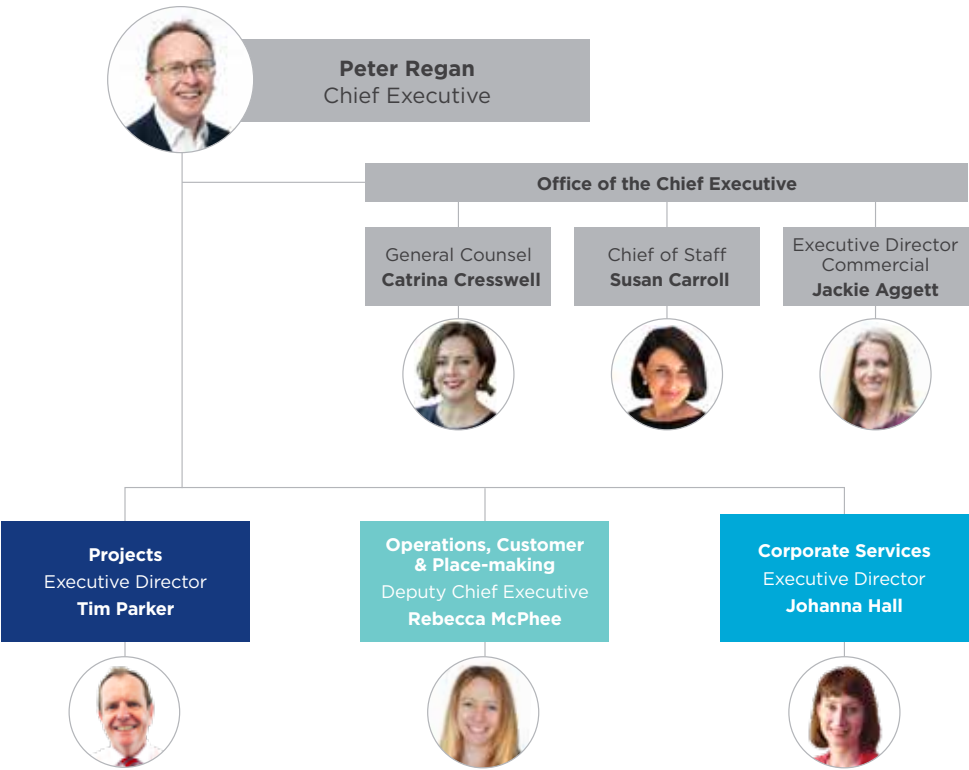 Peter Regan
Chief Executive
Office of the Chief Executive
General Counsel
Catrina Cresswell
Chief of Staff
Susan Carroll
Executive Director
Commercial
Jackie Aggett
Projects
Executive Director
Tim Parker
Operations, Customer
& Place-making
Deputy Chief Executive
Rebecca McPhee
Corporate Services
Executive Director
Johanna Hall